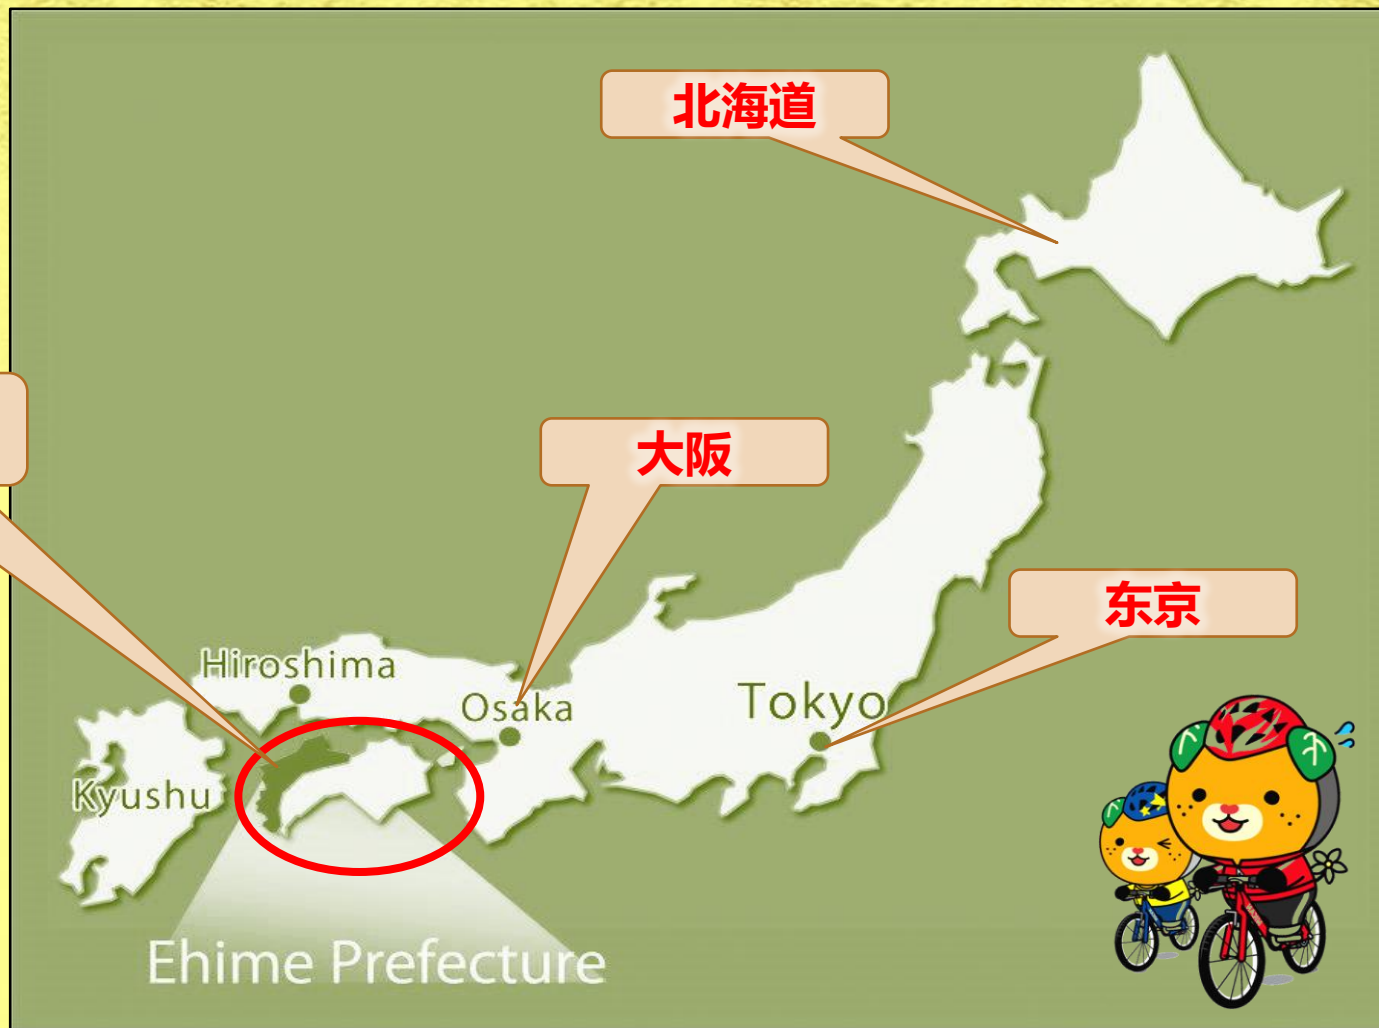 北海道
大阪
东京
Hiroshima
Osaka
Tokyo
Kyushu
Ehime Prefecture